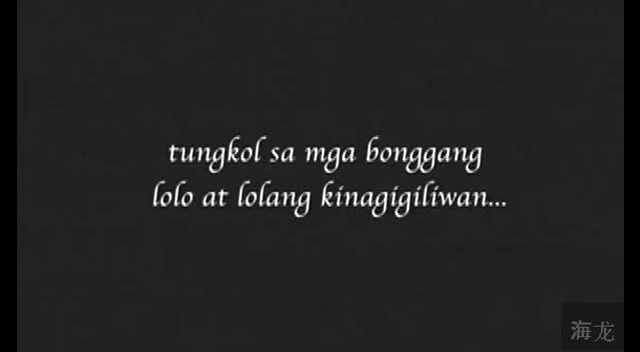 tungkol sa mga bonggang
lolo at lolang kinagigiliwan...
海龙